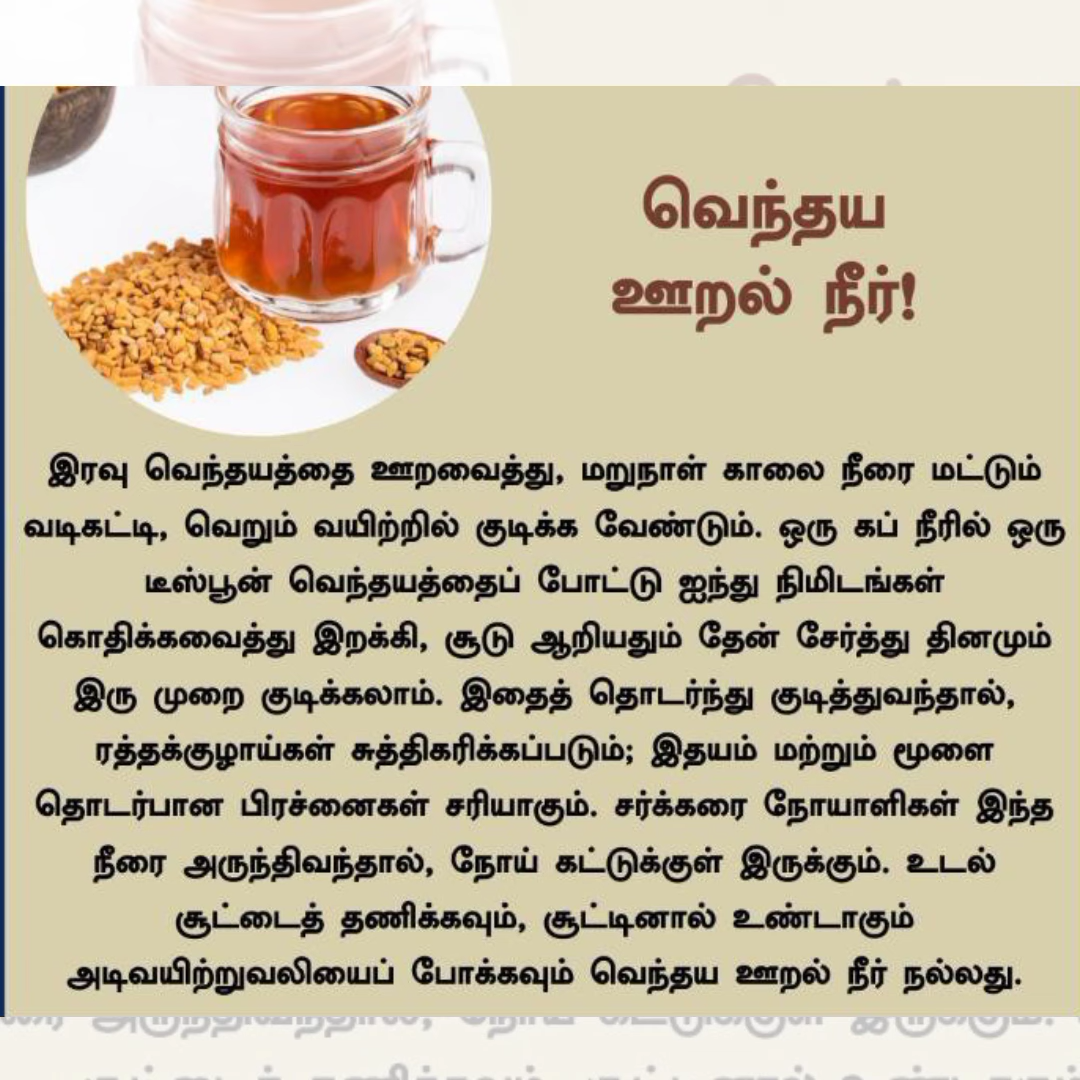 வெந்தய
ஊறல் நீர்!
இரவு வெந்தயத்தை ஊறவைத்து, மறுநாள் காலை நீரை மட்டும்
வடிகட்டி, வெறும் வயிற்றில் குடிக்க வேண்டும். ஒரு கப் நீரில் ஒரு
டீஸ்பூன் வெந்தயத்தைப் போட்டு ஐந்து நிமிடங்கள்
கொதிக்கவைத்து இறக்கி, சூடு ஆறியதும் தேன் சேர்த்து தினமும்
இரு முறை குடிக்கலாம். இதைத் தொடர்ந்து குடித்துவந்தால்,
ரத்தக்குழாய்கள் சுத்திகரிக்கப்படும்; இதயம் மற்றும் மூளை
தொடர்பான பிரச்னைகள் சரியாகும். சர்க்கரை நோயாளிகள் இந்த
நீரை அருந்திவந்தால், நோய் கட்டுக்குள் இருக்கும். உடல்
சூட்டைத் தணிக்கவும், சூட்டினால் உண்டாகும்
அடிவயிற்றுவலியைப் போக்கவும் வெந்தய ஊறல் நீர் நல்லது.